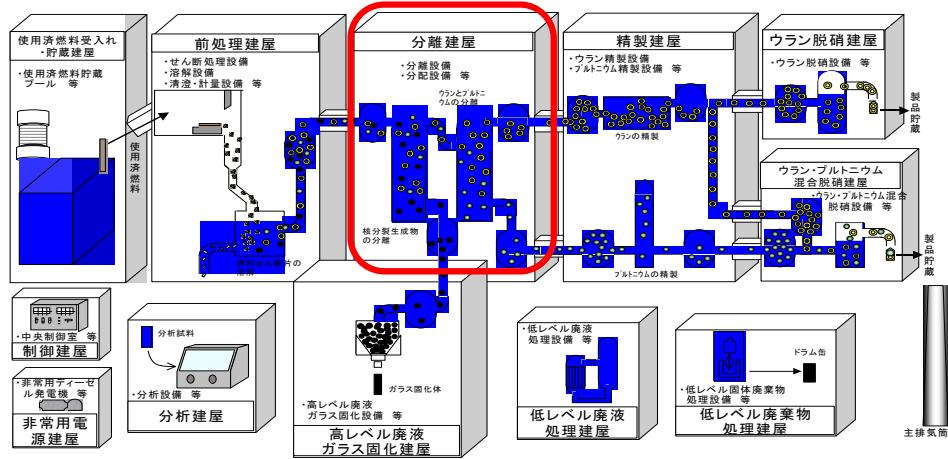 使用済燃料受入れ
・貯蔵建屋
・使用済燃料貯蔵
プール 等
使用済燃料
前処理建屋
・せん断処理設備
・溶解設備
・清澄・計量設備 等
燃料せん断片の
溶解
分離建屋
・分離設備
・分配設備 等
ウランとプルトニ
ウムの分離
核分裂生成物
の分離
精製建屋
・ウラン精製設備
・プルトニウム精製設備 等
ウランの精製
プルトニウムの精製
ウラン脱硝建屋
・ウラン脱硝設備 等
製品貯蔵
ウラン・プルトニウム
混合脱硝建屋
・ウラン・プルトニウム混合
脱硝設備 等
製品貯蔵
・中央制御室 等
制御建屋
・非常用ディーゼ
ル発電機 等
非常用電
源建屋
分析試料
・分析設備 等
分析建屋
ガラス固化体
・高レベル廃液
ガラス固化設備 等
高レベル廃液
ガラス固化建屋
・低レベル廃液
処理設備 等
低レベル廃液
処理建屋
ドラム缶
・低レベル固体廃棄物
処理設備 等
低レベル廃棄物
処理建屋
主排気筒